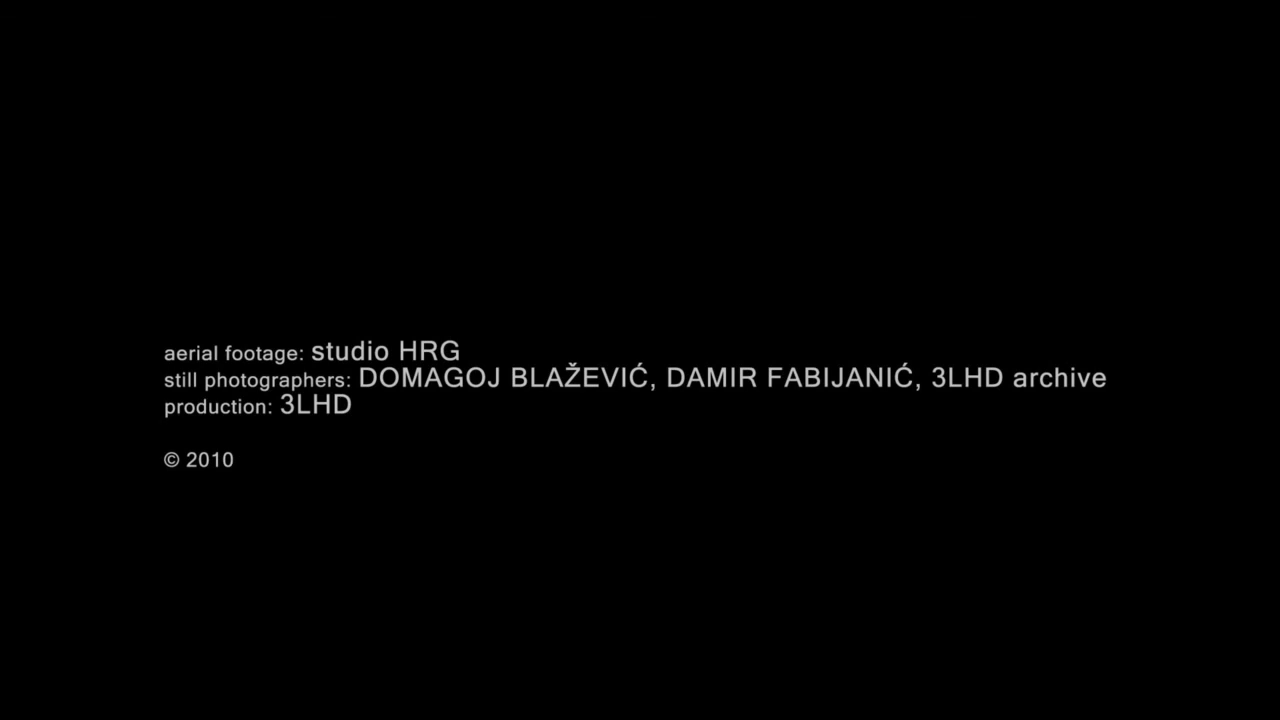 aerial footage: studio HRG
still photographers: DOMAGOJ BLAŽEVIĆ, DAMIR FABIJANIĆ, 3LHD archive
production: 3LHD
© 2010